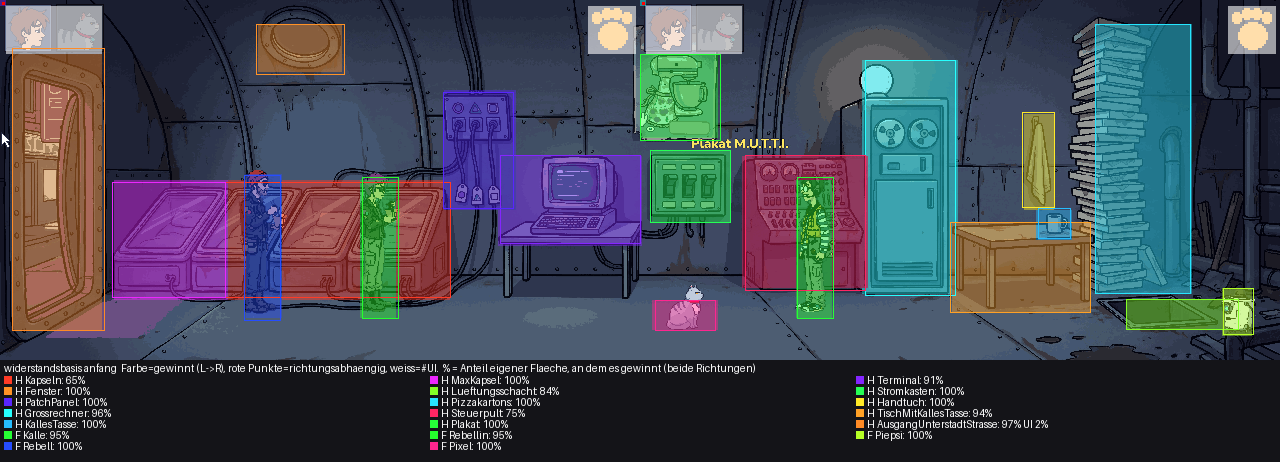 Plakat M.U.T.T.I.
widerstandsbasisanfang Farbe=gewinnt (L->R), rote Punkte=richtungsabhaengig, weiss=#UI. % = Anteil eigener Flaeche, an dem es gewinnt (beide Richtungen)
H Kapseln: 65%
H Fenster: 100%
H PatchPanel: 100%
H Grossrechner: 96%
H KallesTasse: 100%
F Kalle: 95%
F Rebell: 100%
H MaxKapsel: 100%
H Lueftungsschacht: 84%
H Pizzakartons: 100%
H Steuerpult: 75%
H Plakat: 100%
F Rebellin: 95%
F Pixel: 100%
H Terminal: 91%
H Stromkasten: 100%
H Handtuch: 100%
H TischMitKallesTasse: 94%
H AusgangUnterstadtStrasse: 97% UI 2%
F Piepsi: 100%